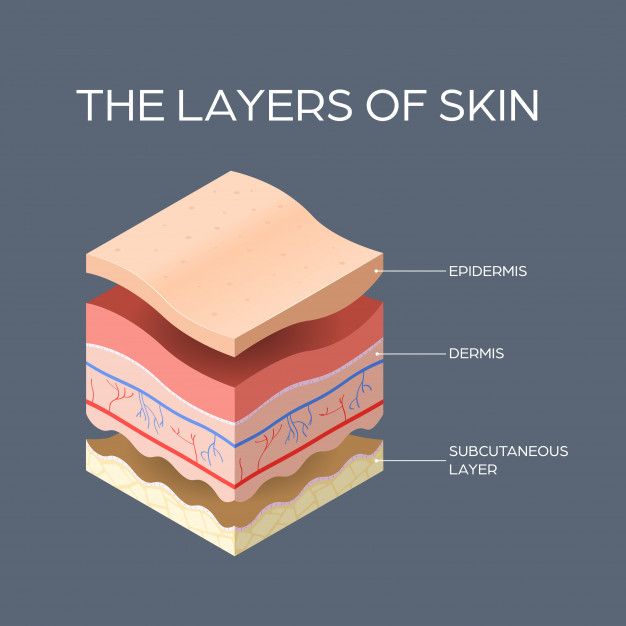 THE LAYERS OF SKIN
EPIDERMIS
DERMIS
SUBCUTANEOUS
LAYER